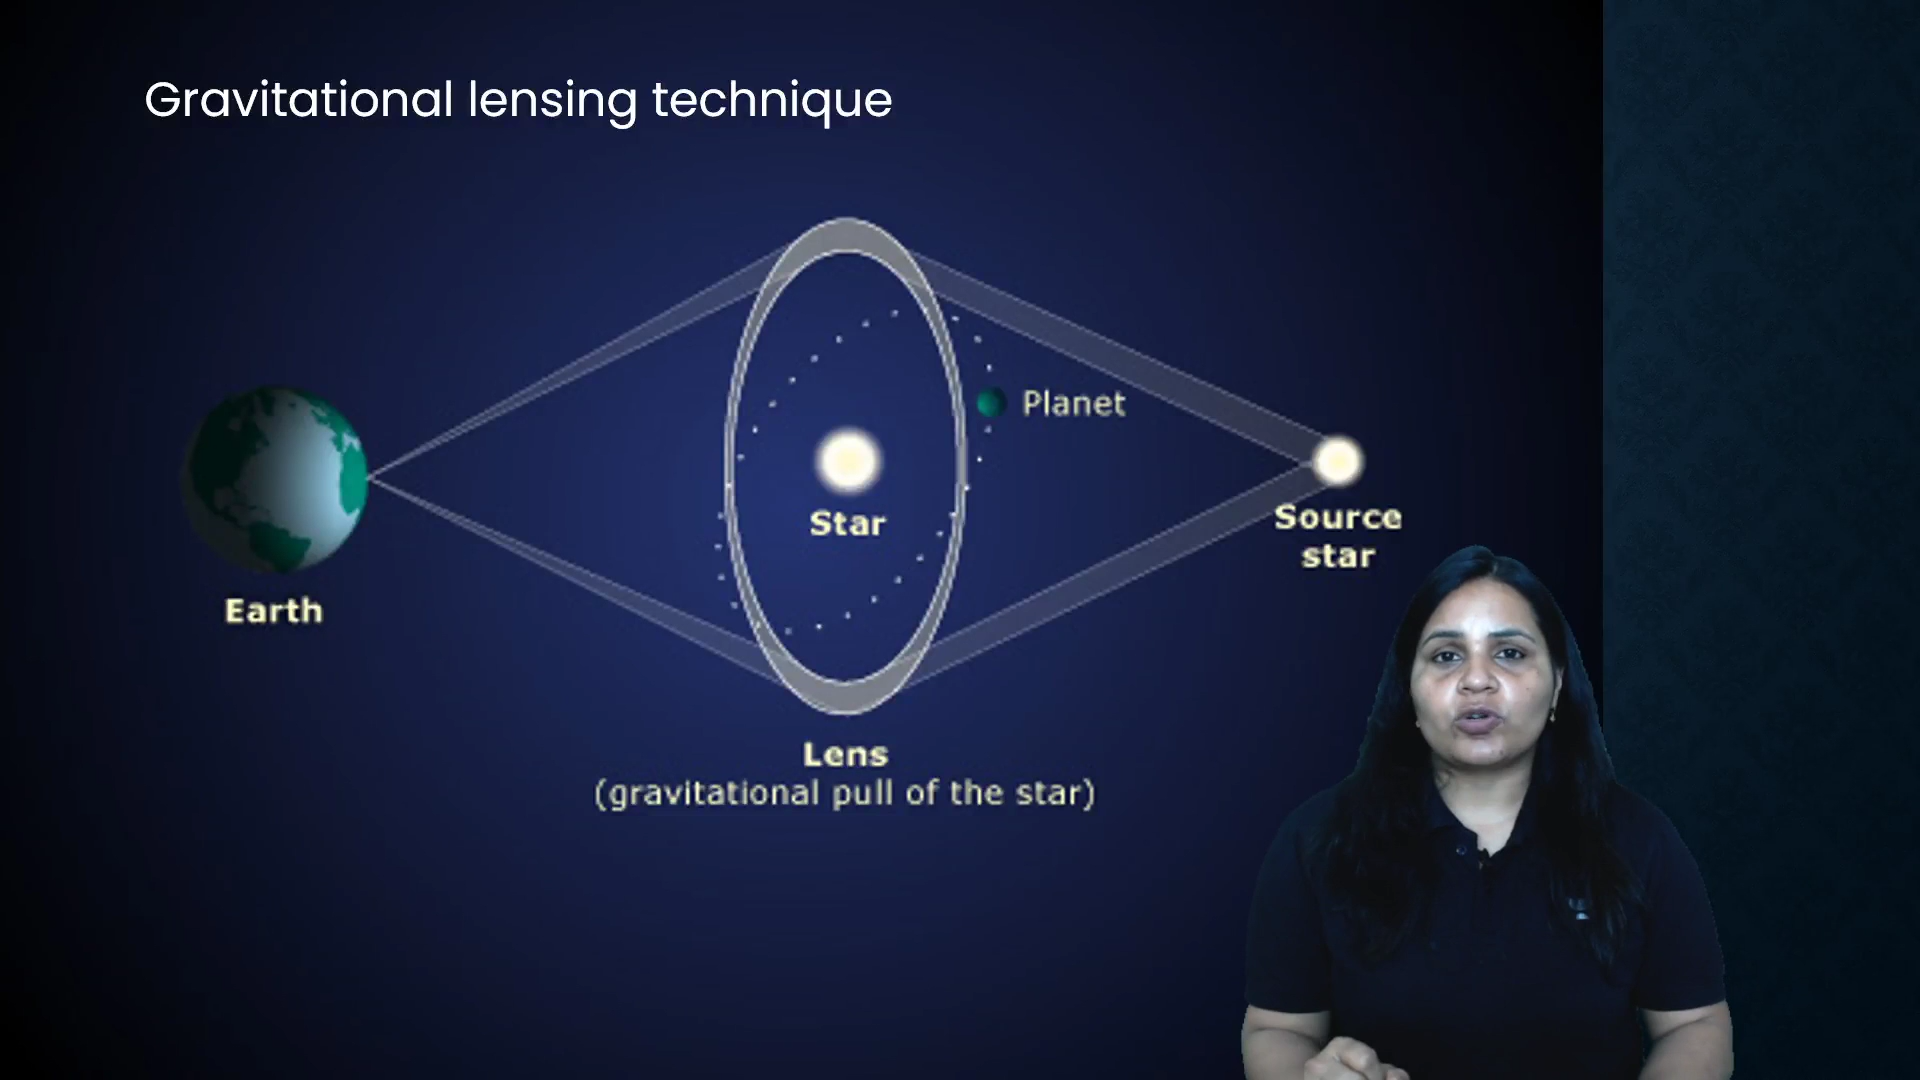 Gravitational lensing technique
Planet
Star
Source
star
Earth
Lens
(gravitational pull of the star)